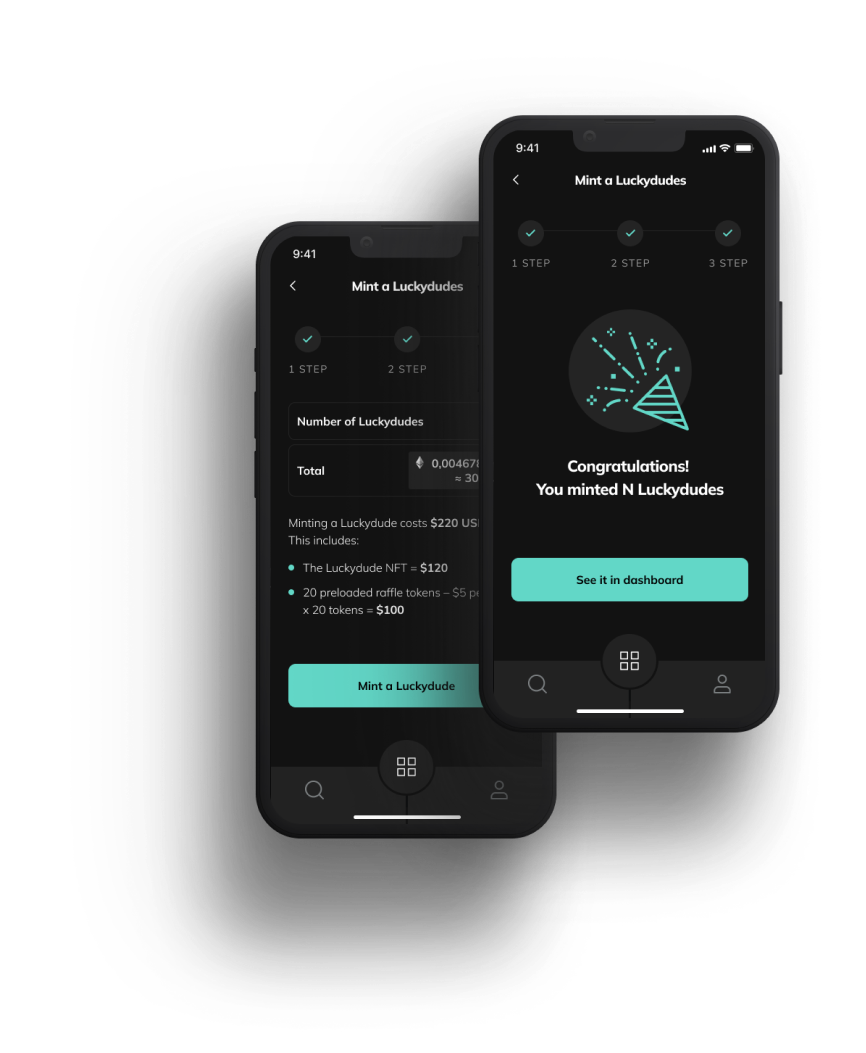 9:41
Mint a Luckydudes
1 STEP
2 STEP
3 STEP
Congratulations!
You minted N Luckydudes
See it in dashboard
9:41
Mint a Luckydudes
1 STEP
2 STEP
Number of Luckydudes
Total
0,004678
≈ 30
Minting a Luckydude costs $220
This includes:
The Luckydude NFT = $120
20 preloaded raffle tokens – $5
x 20 tokens = $100
Mint a Luckydude